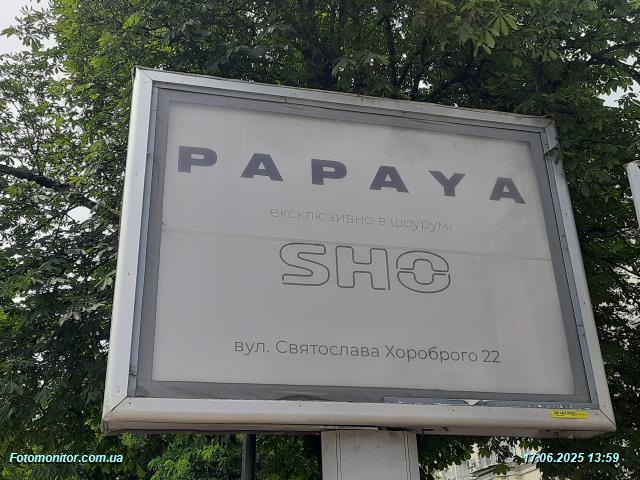 PAPAYA
ексклюзивно в шоурумі
SHO
вул. Святослава Хороброго 22
Fotomonitor.com.ua
17.06.2025 13:59